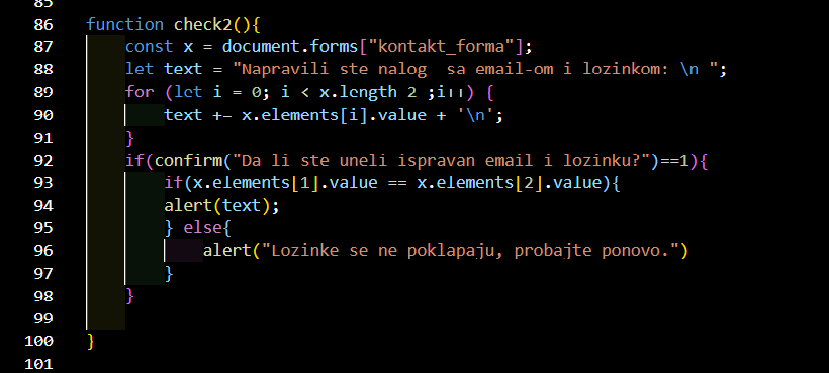 85
86 function check2(){
87 const x = document.forms["kontakt_forma"];
88 let text = "Napravili ste nalog  sa email-om i lozinkom: \n ";
89 for (let i = 0; i < x.length 2 ;i++) {
90 text += x.elements[i].value + '\n';
91 }
92 if(confirm("Da li ste uneli ispravan email i lozinku?")==1){
93 if(x.elements[1].value == x.elements[2].value){
94 alert(text);
95 } else{
96 alert("Lozinke se ne poklapaju, probajte ponovo.")
97 }
98 }
99
100 }
101